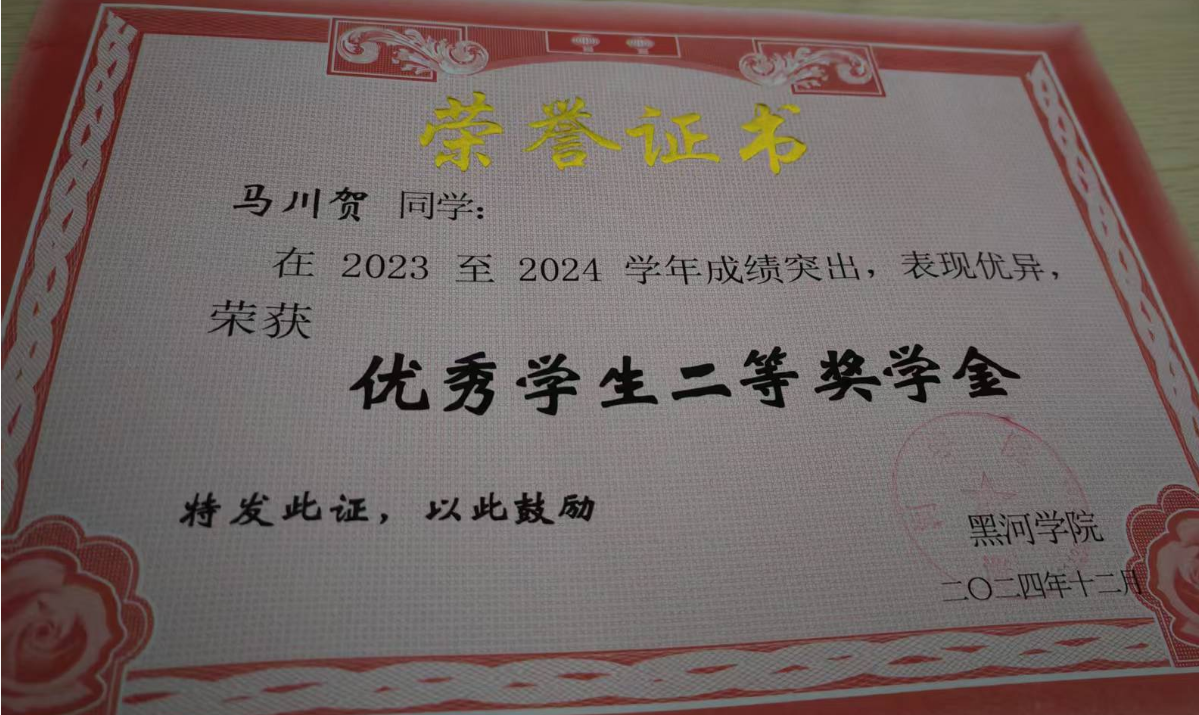 荣誉证书
马川贺 同学：
在 2023 至 2024 学年成绩突出，表现优异，
荣获
优秀学生二等奖学金
特发此证，以此鼓励
黑河学院
二〇二四年十二月